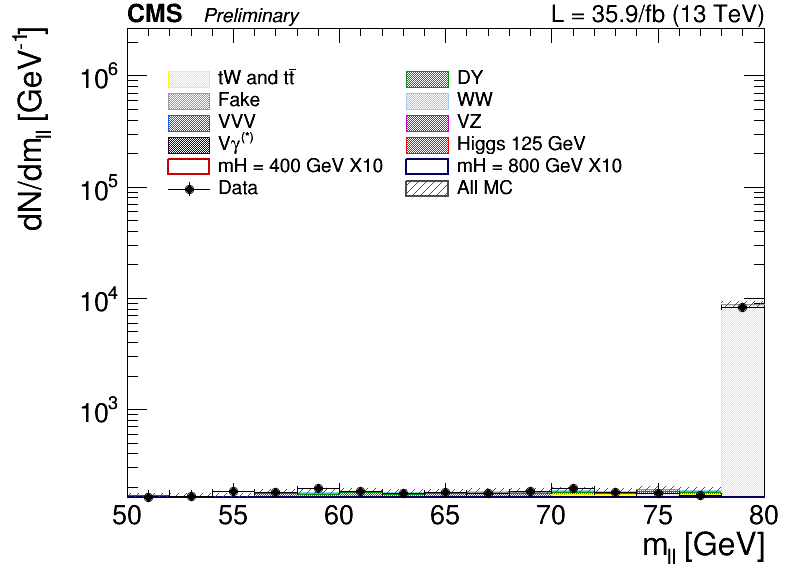 CMS Preliminary L = 35.9/fb (13 TeV)
dN/dm_ll [GeV⁻¹]
10⁶
10⁵
10⁴
10³
tW and tt̄ DY
Fake WW
VVV VZ
Vγ⁽*⁾ Higgs 125 GeV
mH = 400 GeV X10 mH = 800 GeV X10
Data All MC
50 55 60 65 70 75 80
m_ll [GeV]